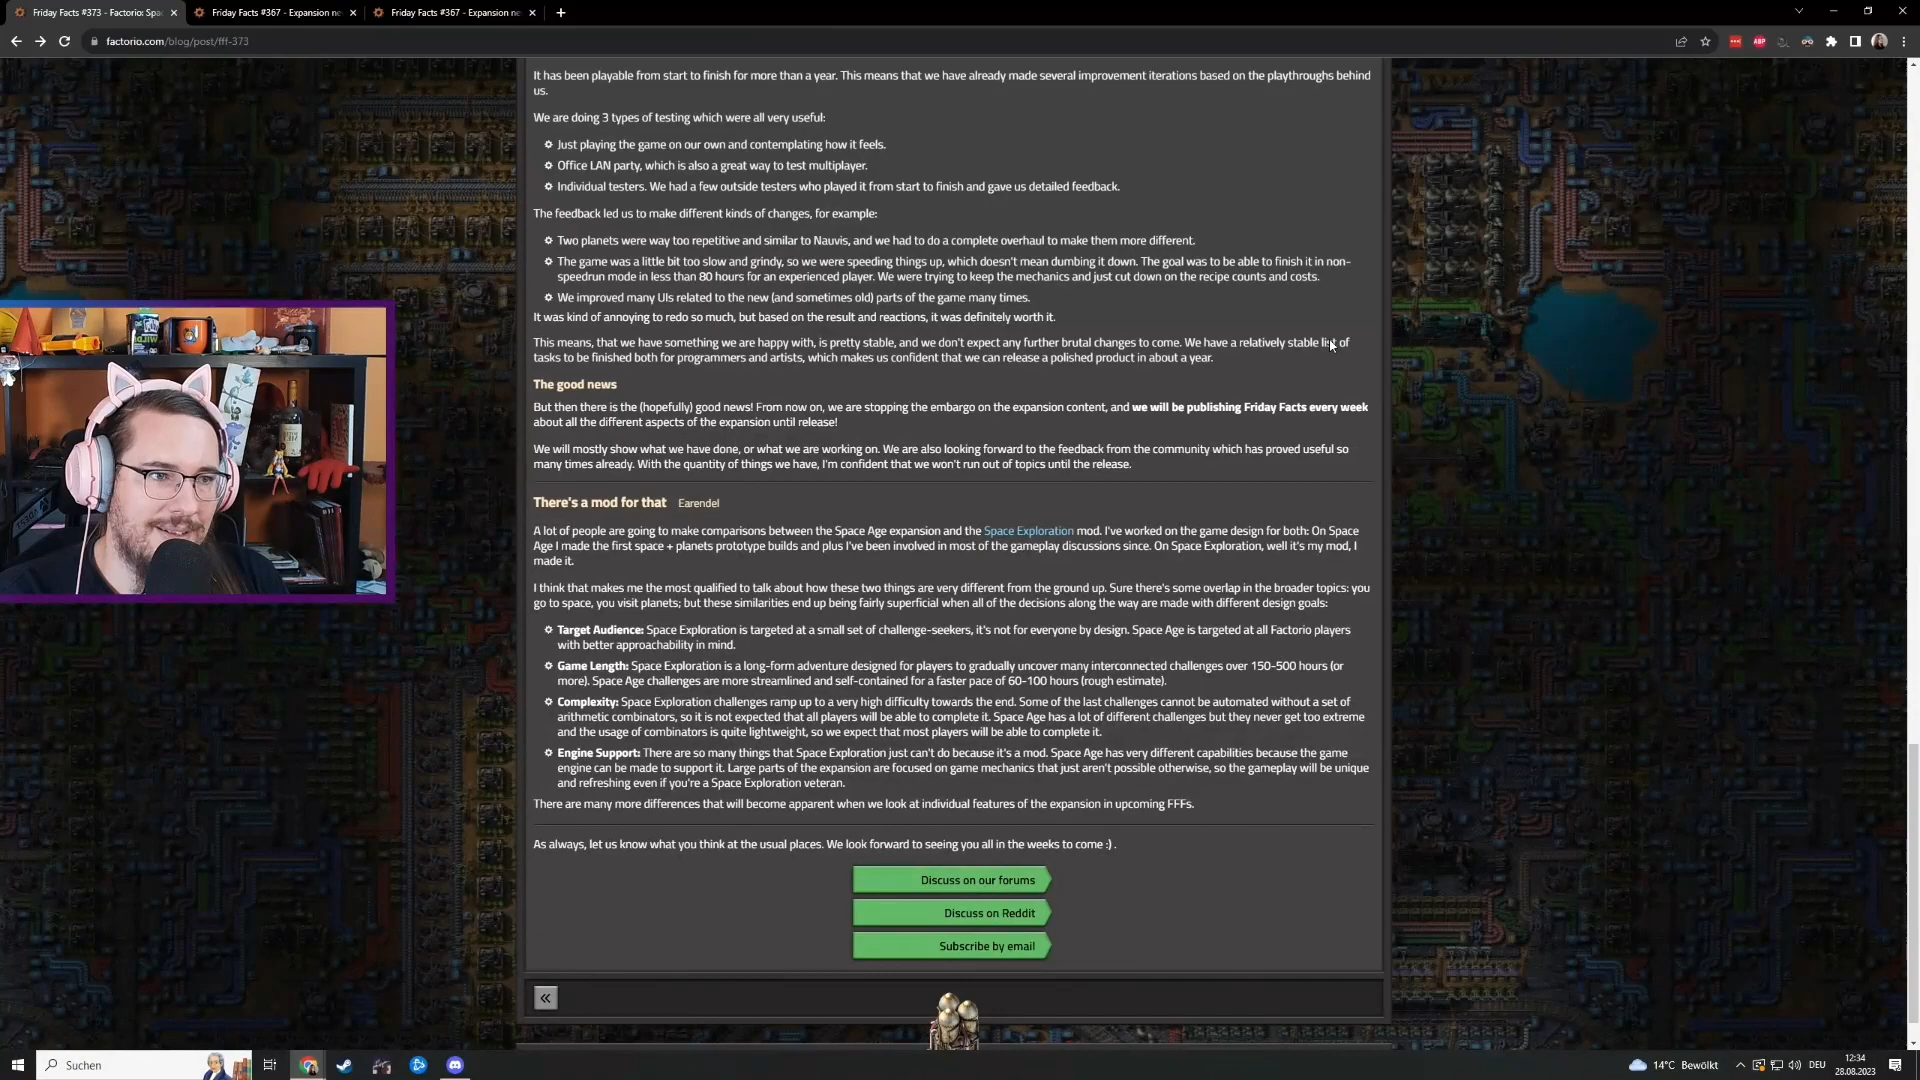 Friday Facts #373 - Factorio: Spa
Friday Facts #367 - Expansion ne
Friday Facts #367 - Expansion ne
factorio.com/blog/post/fff-373
It has been playable from start to finish for more than a year. This means that we have already made several improvement iterations based on the playthroughs behind
us.
We are doing 3 types of testing which were all very useful:
Just playing the game on our own and contemplating how it feels.
Office LAN party, which is also a great way to test multiplayer.
Individual testers. We had a few outside testers who played it from start to finish and gave us detailed feedback.
The feedback led us to make different kinds of changes, for example:
Two planets were way too repetitive and similar to Nauvis, and we had to do a complete overhaul to make them more different.
The game was a little bit too slow and grindy, so we were speeding things up, which doesn't mean dumbing it down. The goal was to be able to finish it in non-
speedrun mode in less than 80 hours for an experienced player. We were trying to keep the mechanics and just cut down on the recipe counts and costs.
We improved many UIs related to the new (and sometimes old) parts of the game many times.
It was kind of annoying to redo so much, but based on the result and reactions, it was definitely worth it.
This means, that we have something we are happy with, is pretty stable, and we don't expect any further brutal changes to come. We have a relatively stable list of
tasks to be finished both for programmers and artists, which makes us confident that we can release a polished product in about a year.
The good news
But then there is the (hopefully) good news! From now on, we are stopping the embargo on the expansion content, and we will be publishing Friday Facts every week
about all the different aspects of the expansion until release!
We will mostly show what we have done, or what we are working on. We are also looking forward to the feedback from the community which has proved useful so
many times already. With the quantity of things we have, I'm confident that we won't run out of topics until the release.
There's a mod for that Earendel
A lot of people are going to make comparisons between the Space Age expansion and the Space Exploration mod. I've worked on the game design for both: On Space
Age I made the first space + planets prototype builds and plus I've been involved in most of the gameplay discussions since. On Space Exploration, well it's my mod, I
made it.
I think that makes me the most qualified to talk about how these two things are very different from the ground up. Sure there's some overlap in the broader topics: you
go to space, you visit planets; but these similarities end up being fairly superficial when all of the decisions along the way are made with different design goals:
Target Audience: Space Exploration is targeted at a small set of challenge-seekers, it's not for everyone by design. Space Age is targeted at all Factorio players
with better approachability in mind.
Game Length: Space Exploration is a long-form adventure designed for players to gradually uncover many interconnected challenges over 150-500 hours (or
more). Space Age challenges are more streamlined and self-contained for a faster pace of 60-100 hours (rough estimate).
Complexity: Space Exploration challenges ramp up to a very high difficulty towards the end. Some of the last challenges cannot be automated without a set of
arithmetic combinators, so it is not expected that all players will be able to complete it. Space Age has a lot of different challenges but they never get too extreme
and the usage of combinators is quite lightweight, so we expect that most players will be able to complete it.
Engine Support: There are so many things that Space Exploration just can't do because it's a mod. Space Age has very different capabilities because the game
engine can be made to support it. Large parts of the expansion are focused on game mechanics that just aren't possible otherwise, so the gameplay will be unique
and refreshing even if you're a Space Exploration veteran.
There are many more differences that will become apparent when we look at individual features of the expansion in upcoming FFFs.
As always, let us know what you think at the usual places. We look forward to seeing you all in the weeks to come :) .
Discuss on our forums
Discuss on Reddit
Subscribe by email
«
Suchen
14°C Bewölkt
DEU
12:34
28.08.2023